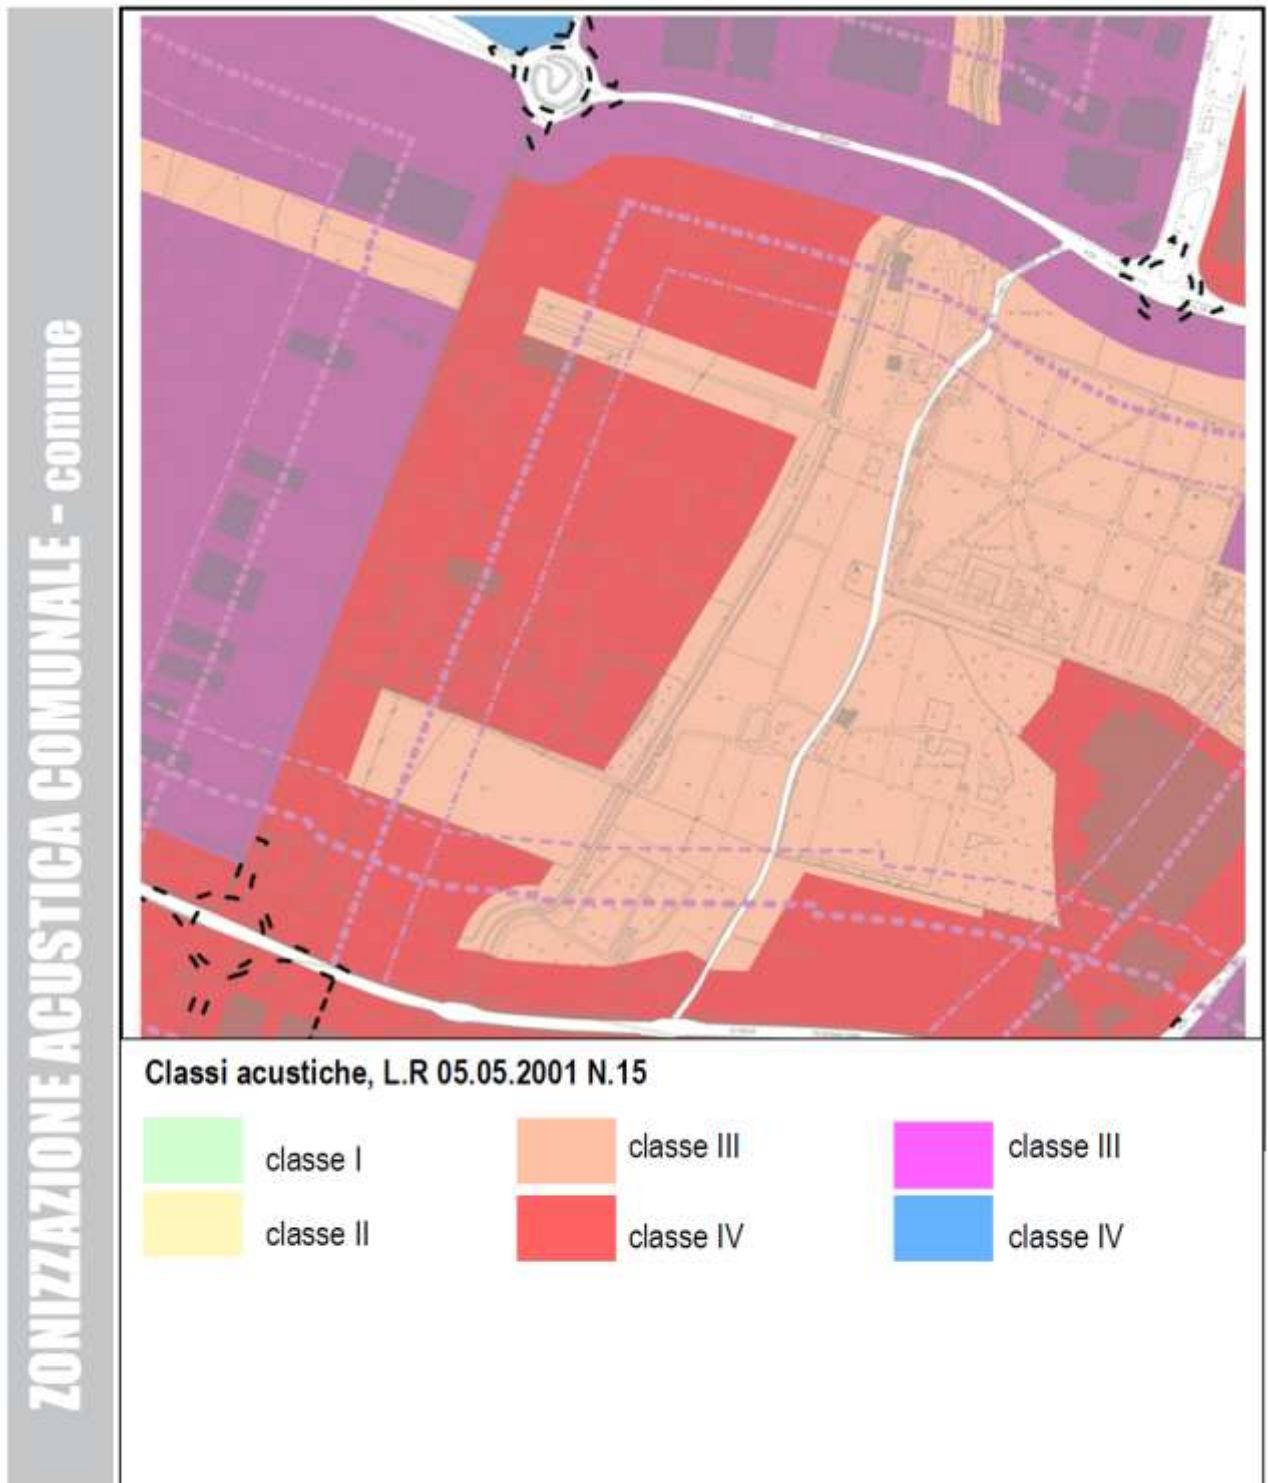 ZONIZZAZIONE ACUSTICA COMUNALE - comune
Classi acustiche, L.R 05.05.2001 N.15
classe I
classe II
classe III
classe IV
classe III
classe IV